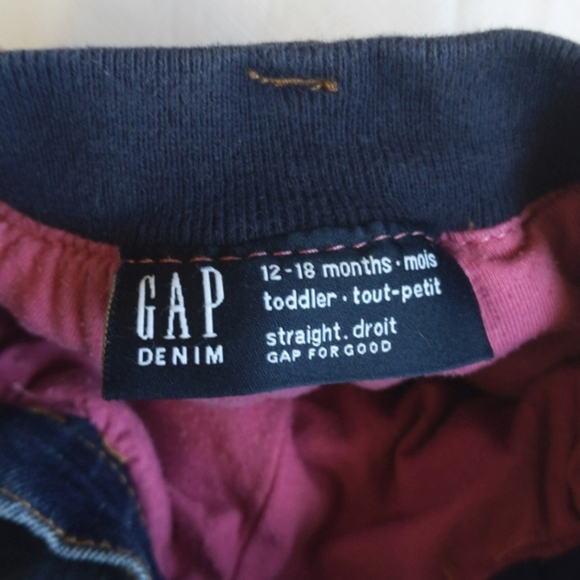 GAP
DENIM
12-18 months · mois
toddler · tout-petit
straight. droit
GAP FOR GOOD